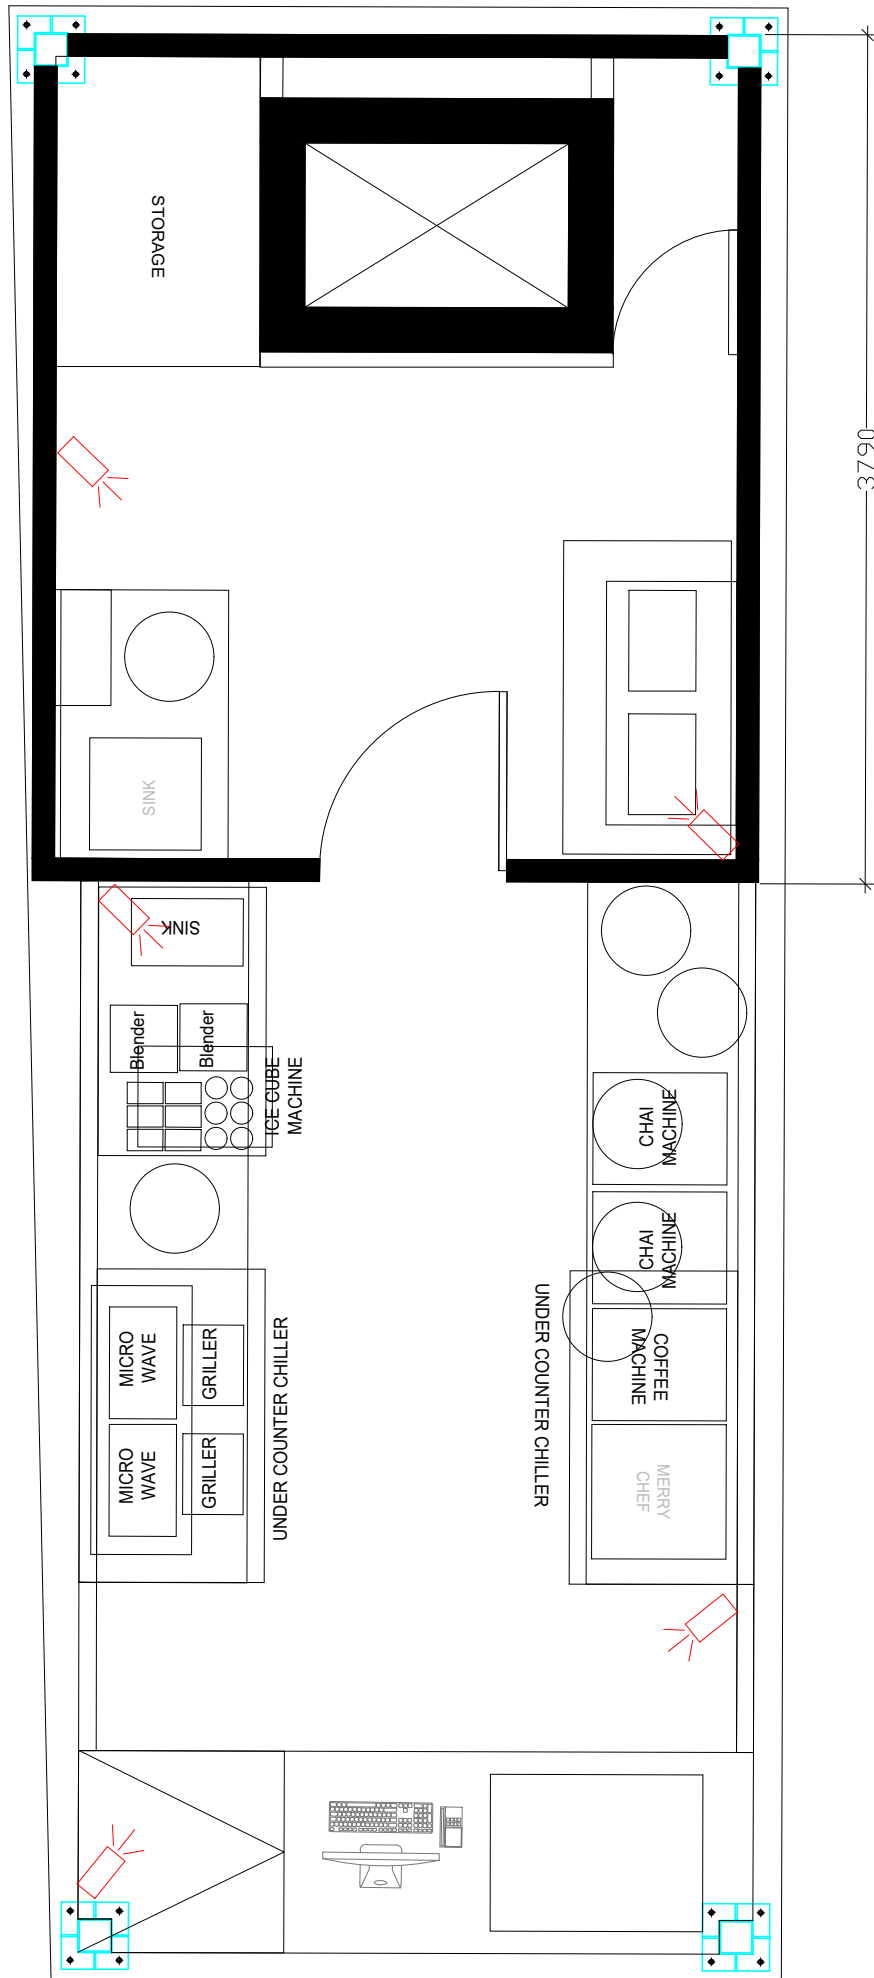 STORAGE
3790
SINK
SINK
Blender
Blender
ICE CUBE
MACHINE
CHAI
MACHINE
CHAI
MACHINE
COFFEE
MACHINE
MERRY
CHEF
UNDER COUNTER CHILLER
UNDER COUNTER CHILLER
MICRO
WAVE
GRILLER
MICRO
WAVE
GRILLER